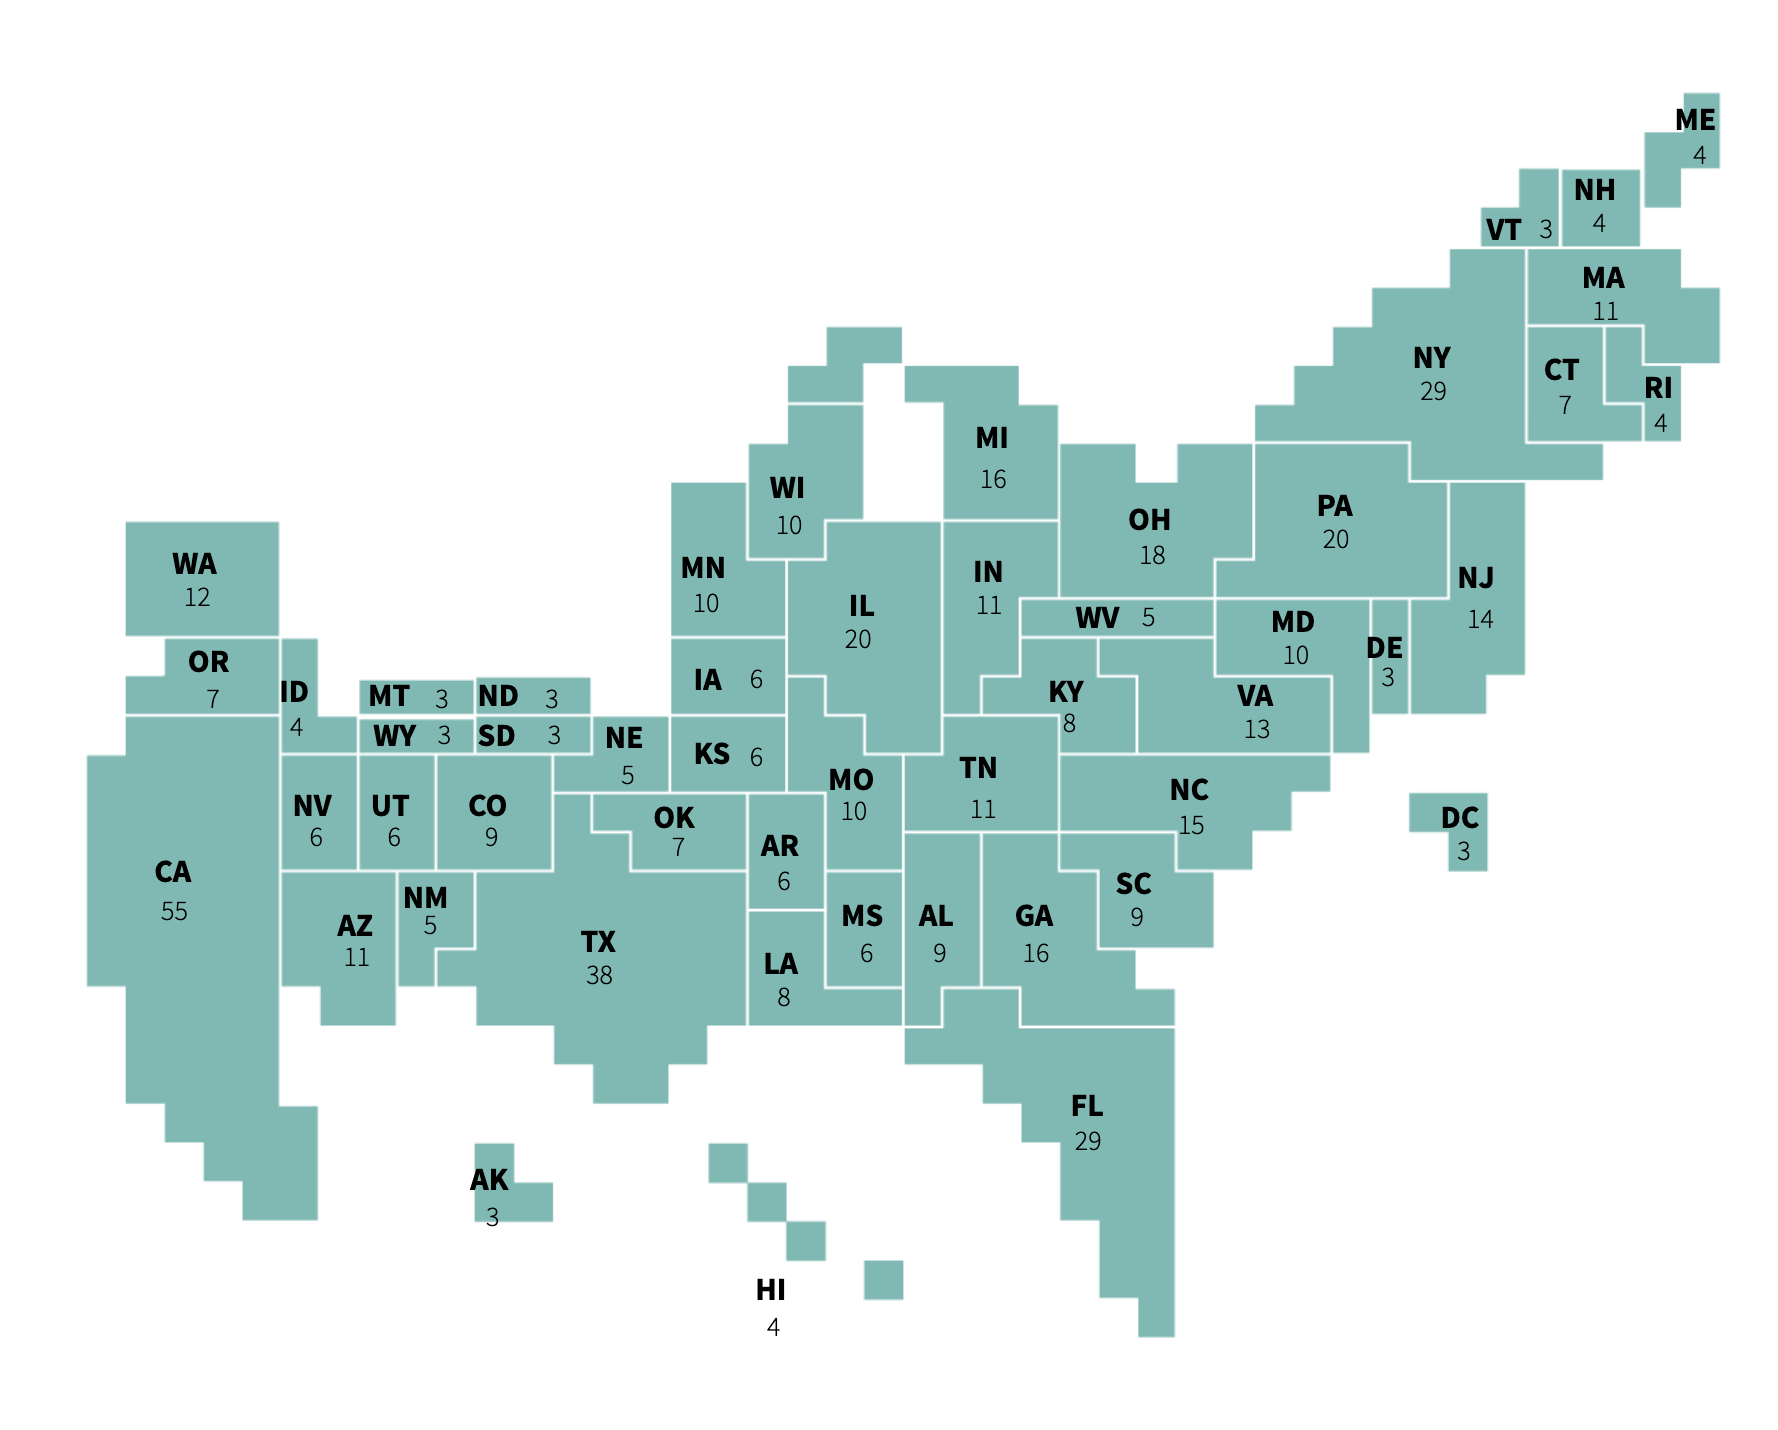 ME
4
NH
4
VT 3
MA
11
NY
29
CT
7
RI
4
MI
16
WI
10
PA
20
OH
18
WA
12
MN
10
IN
11
NJ
14
IL
20
WV 5
MD
10
DE
3
OR
7
IA 6
ID
4
MT 3
ND 3
KY
8
VA
13
WY 3
SD 3
NE
5
KS 6
TN
11
MO
10
NC
15
NV
6
UT
6
CO
9
OK
7
DC
3
AR
6
CA
55
SC
9
NM
5
AZ
11
MS
6
AL
9
GA
16
TX
38
LA
8
FL
29
AK
3
HI
4